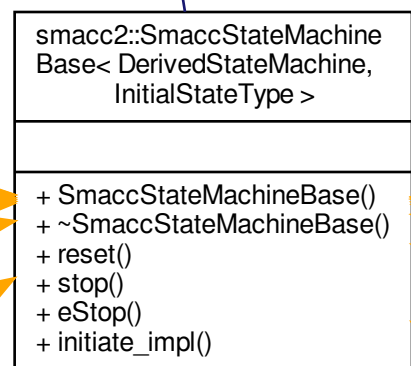 smacc2::SmaccStateMachine
Base< DerivedStateMachine,
InitialStateType >
+ SmaccStateMachineBase()
+ ~SmaccStateMachineBase()
+ reset()
+ stop()
+ eStop()
+ initiate_impl()